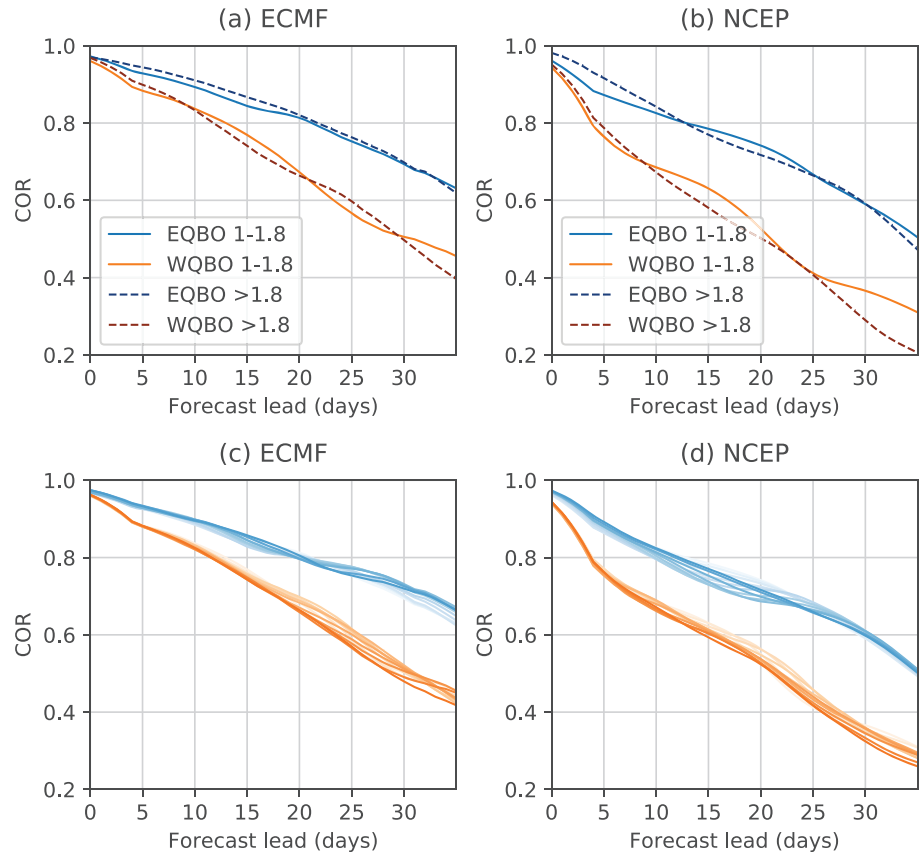 (a) ECMF
1.0
0.8
0.6
0.4
0.2
COR
EQBO 1-1.8
WQBO 1-1.8
EQBO >1.8
WQBO >1.8
0 5 10 15 20 25 30
Forecast lead (days)
(b) NCEP
1.0
0.8
0.6
0.4
0.2
COR
EQBO 1-1.8
WQBO 1-1.8
EQBO >1.8
WQBO >1.8
0 5 10 15 20 25 30
Forecast lead (days)
(c) ECMF
1.0
0.8
0.6
0.4
0.2
COR
0 5 10 15 20 25 30
Forecast lead (days)
(d) NCEP
1.0
0.8
0.6
0.4
0.2
COR
0 5 10 15 20 25 30
Forecast lead (days)